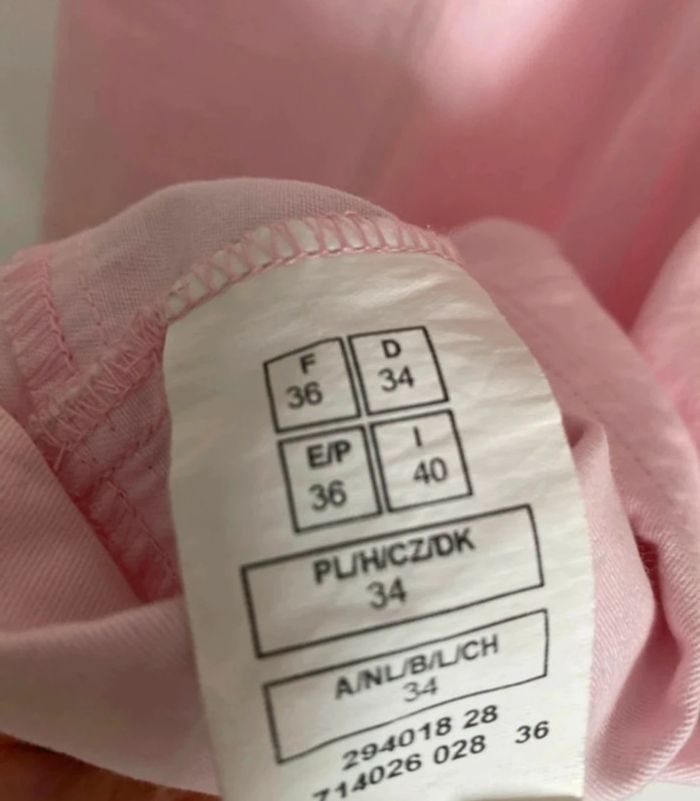 F D
36 34
E/P I
36 40
PL/H/CZ/DK
34
A/NL/B/L/CH
34
294018 28
714026 028 36